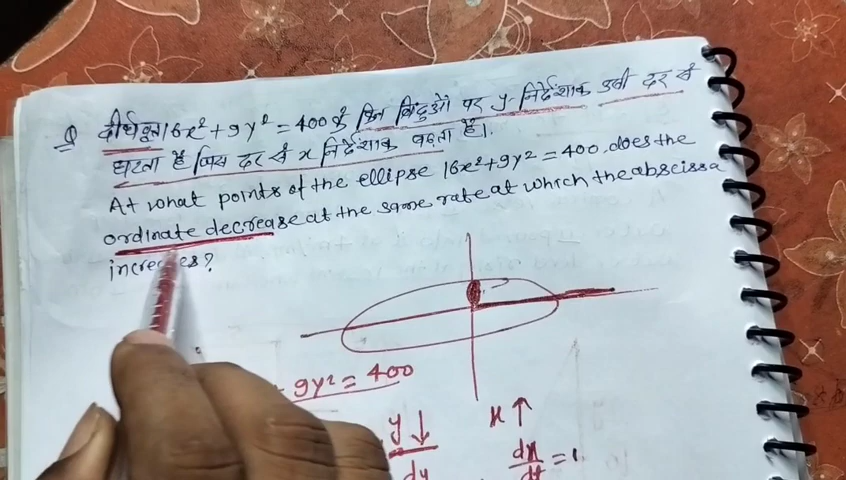 Q दीर्घवृत 16x² + 9y² = 400 के किन बिंदुओं पर y-निर्देशांक उसी दर से
घटता है जिस दर से x निर्देशांक बढ़ता है।
At what points of the ellipse 16x² + 9y² = 400, does the
ordinate decrease at the same rate at which the abscissa
increases?
9y² = 400
y↓ x↑
dy dx/dt = 1